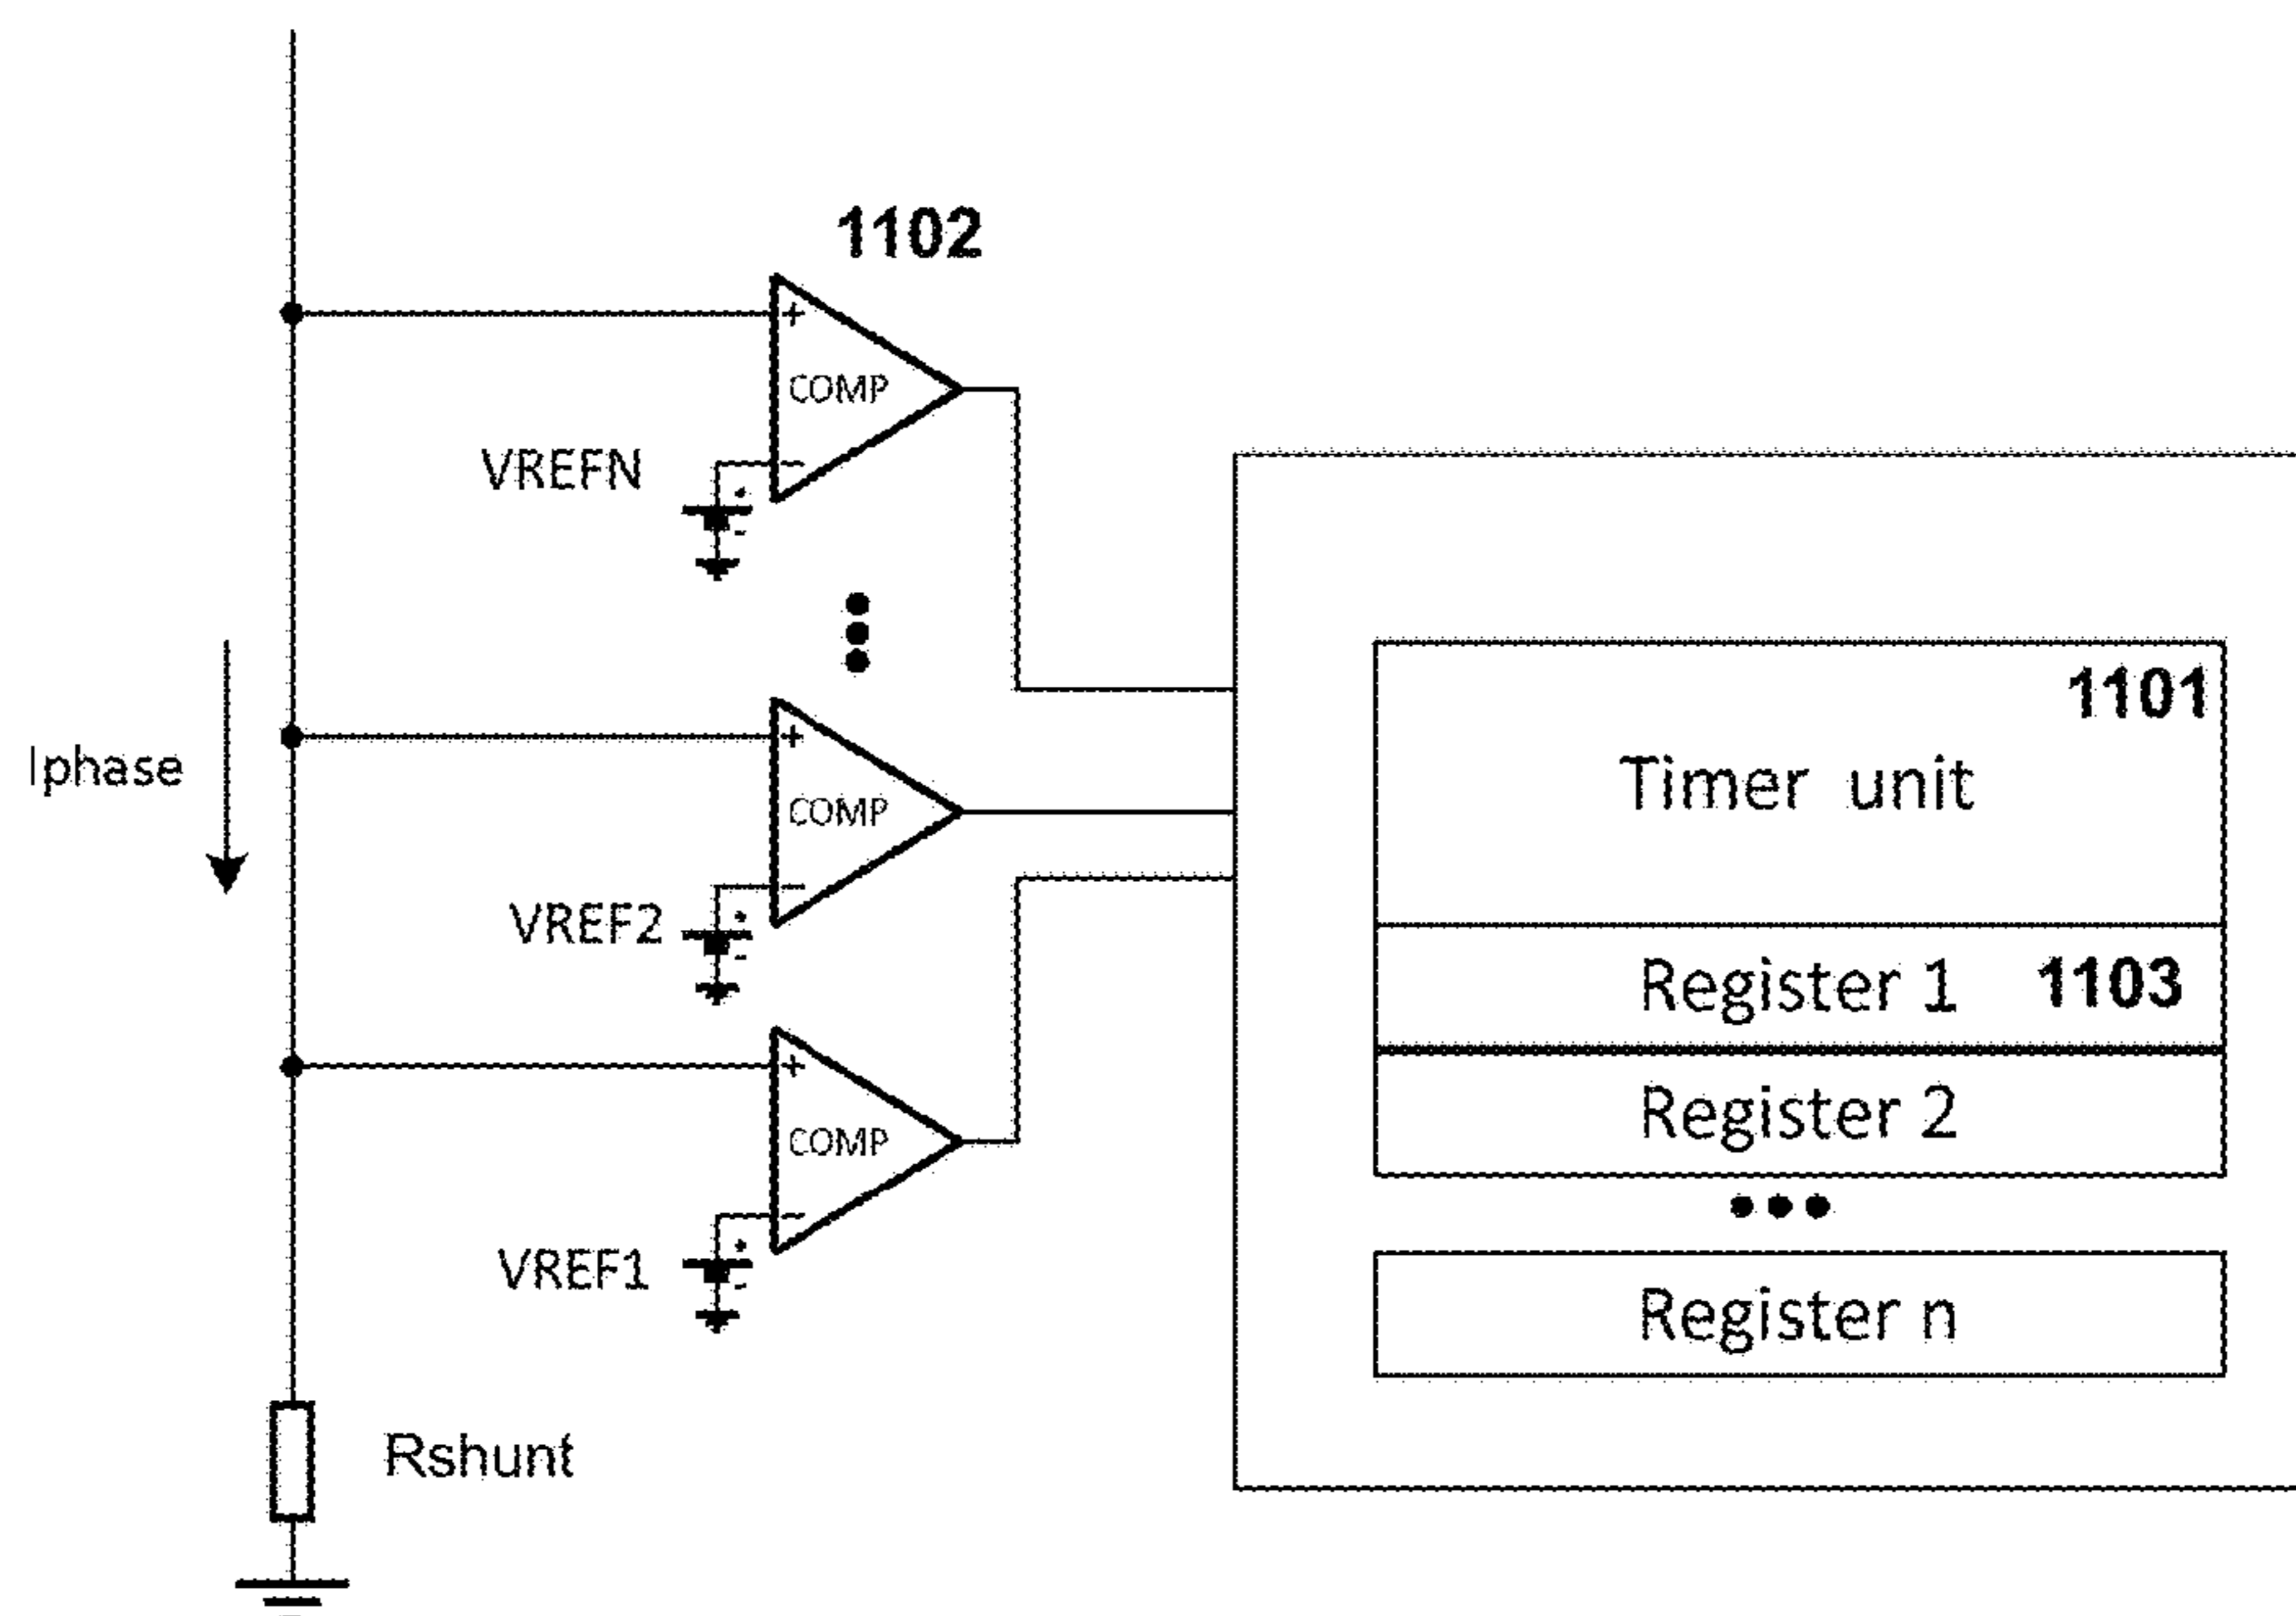 1102
+
COMP
VREFN
1101
Timer unit
+
Iphase
COMP
VREF2
Register 1 1103
+
Register 2
COMP
VREF1
Register n
Rshunt